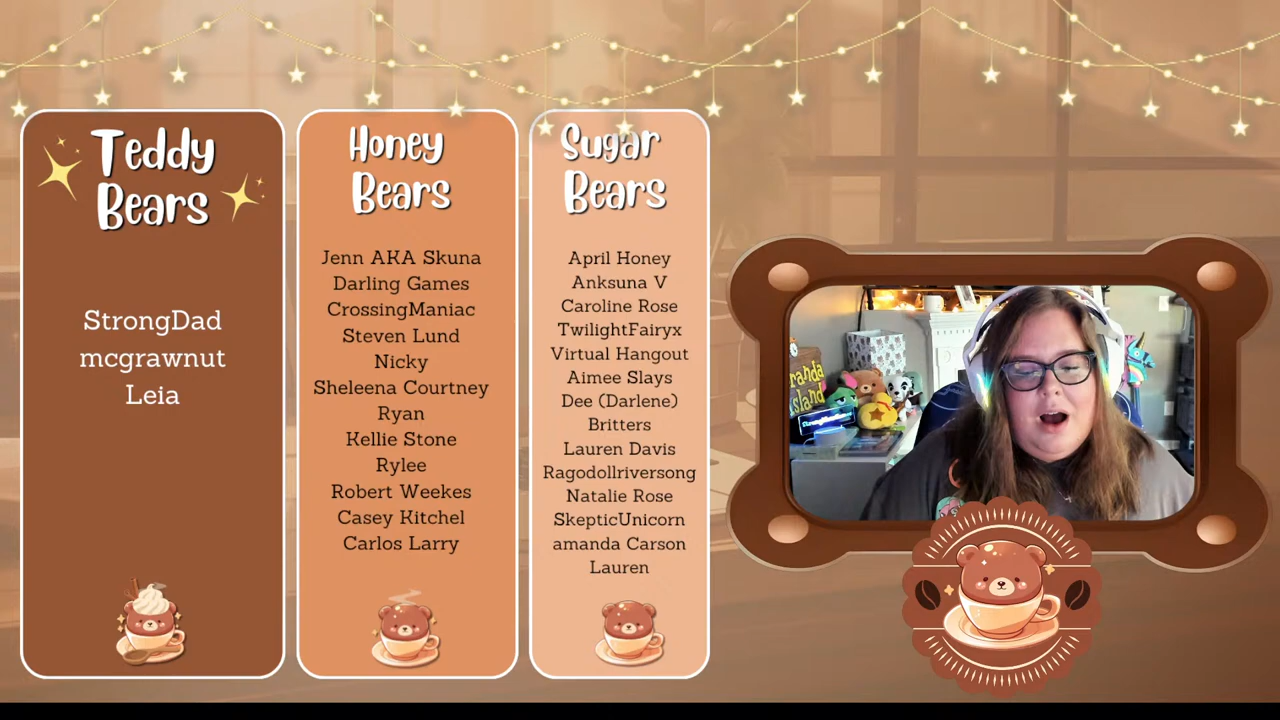 Teddy
Bears
StrongDad
mcgrawnut
Leia
Honey
Bears
Jenn AKA Skuna
Darling Games
CrossingManiac
Steven Lund
Nicky
Sheleena Courtney
Ryan
Kellie Stone
Rylee
Robert Weekes
Casey Kitchel
Carlos Larry
Sugar
Bears
April Honey
Anksuna V
Caroline Rose
TwilightFairyx
Virtual Hangout
Aimee Slays
Dee (Darlene)
Britters
Lauren Davis
Ragodollriversong
Natalie Rose
SkepticUnicorn
amanda Carson
Lauren
Island